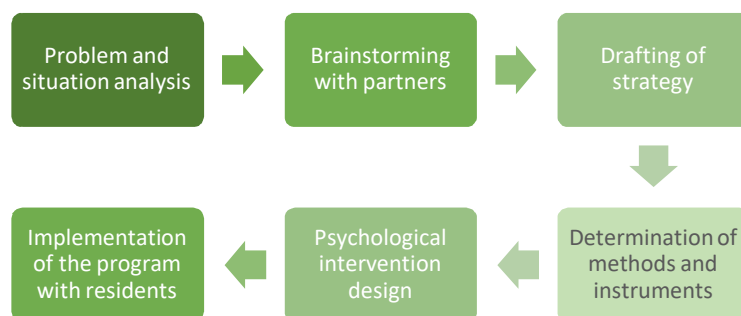 Problem and
situation analysis
Brainstorming
with partners
Drafting of
strategy
Determination of
methods and
instruments
Psychological
intervention
design
Implementation
of the program
with residents